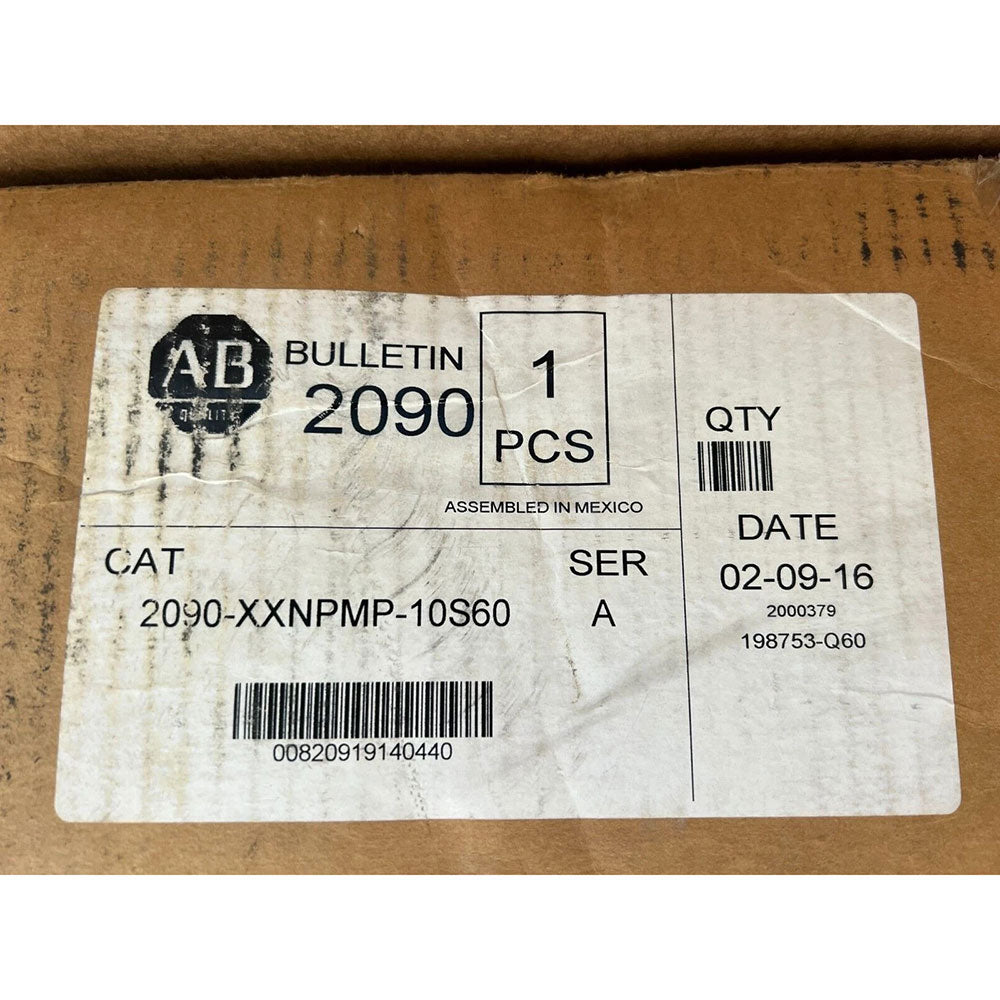 AB
QUALITY
BULLETIN
2090
1
PCS
ASSEMBLED IN MEXICO
CAT
2090-XXNPMP-10S60
SER
A
00820919140440
QTY
DATE
02-09-16
2000379
198753-Q60